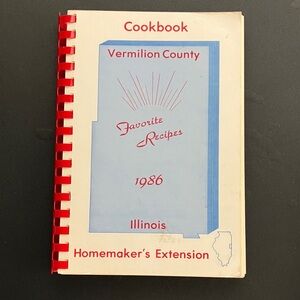 Cookbook
Vermilion County
Favorite
Recipes
1986
Illinois
Homemaker's Extension